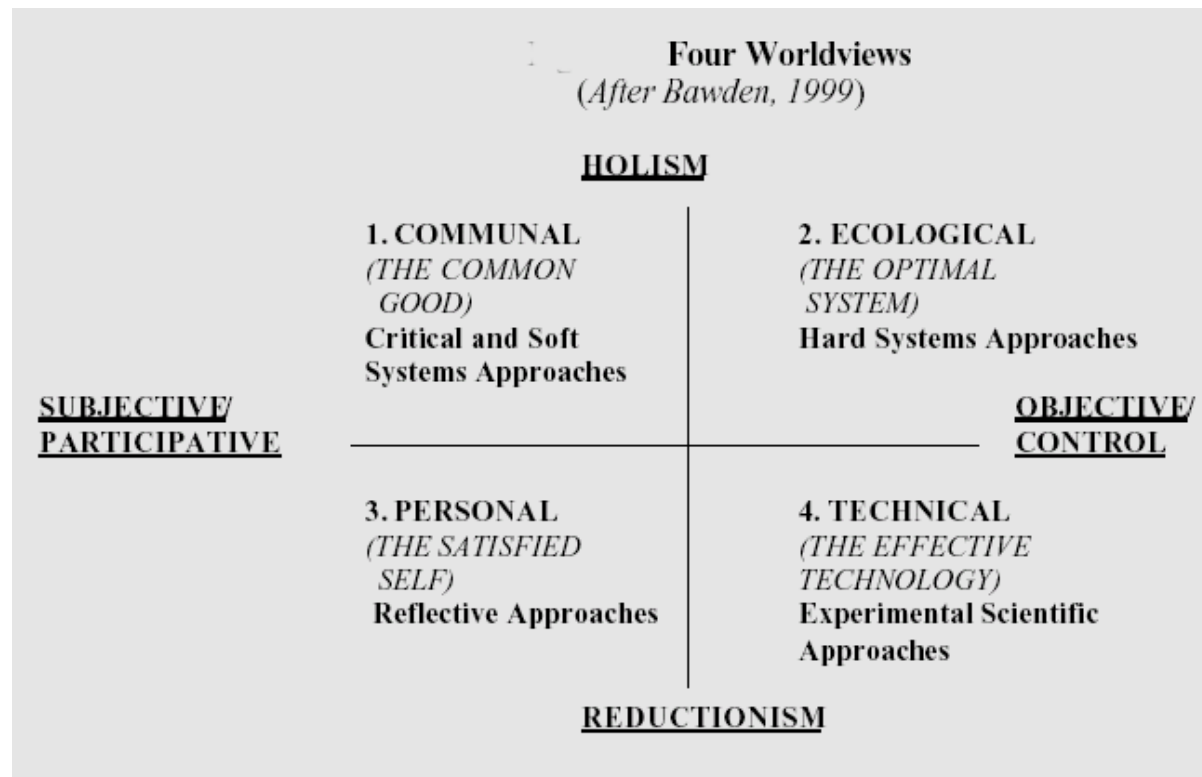 Four Worldviews
(After Bawden, 1999)
HOLISM
1. COMMUNAL
(THE COMMON
GOOD)
Critical and Soft
Systems Approaches
2. ECOLOGICAL
(THE OPTIMAL
SYSTEM)
Hard Systems Approaches
SUBJECTIVE/
PARTICIPATIVE
OBJECTIVE/
CONTROL
3. PERSONAL
(THE SATISFIED
SELF)
Reflective Approaches
4. TECHNICAL
(THE EFFECTIVE
TECHNOLOGY)
Experimental Scientific
Approaches
REDUCTIONISM